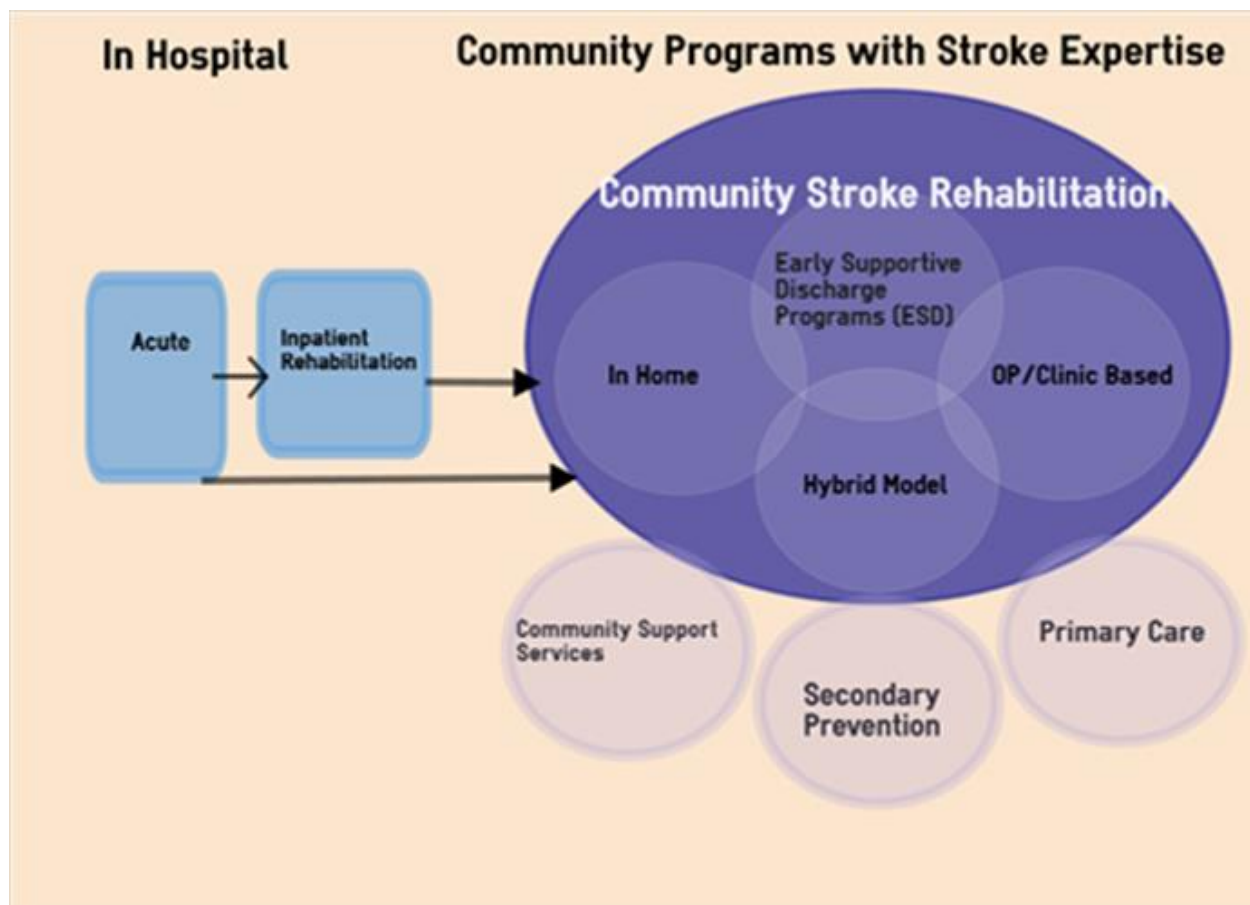 In Hospital
Community Programs with Stroke Expertise
Community Stroke Rehabilitation
Early Supportive
Discharge
Programs (ESD)
Acute
Inpatient
Rehabilitation
In Home
OP/Clinic Based
Hybrid Model
Community Support
Services
Secondary
Prevention
Primary Care